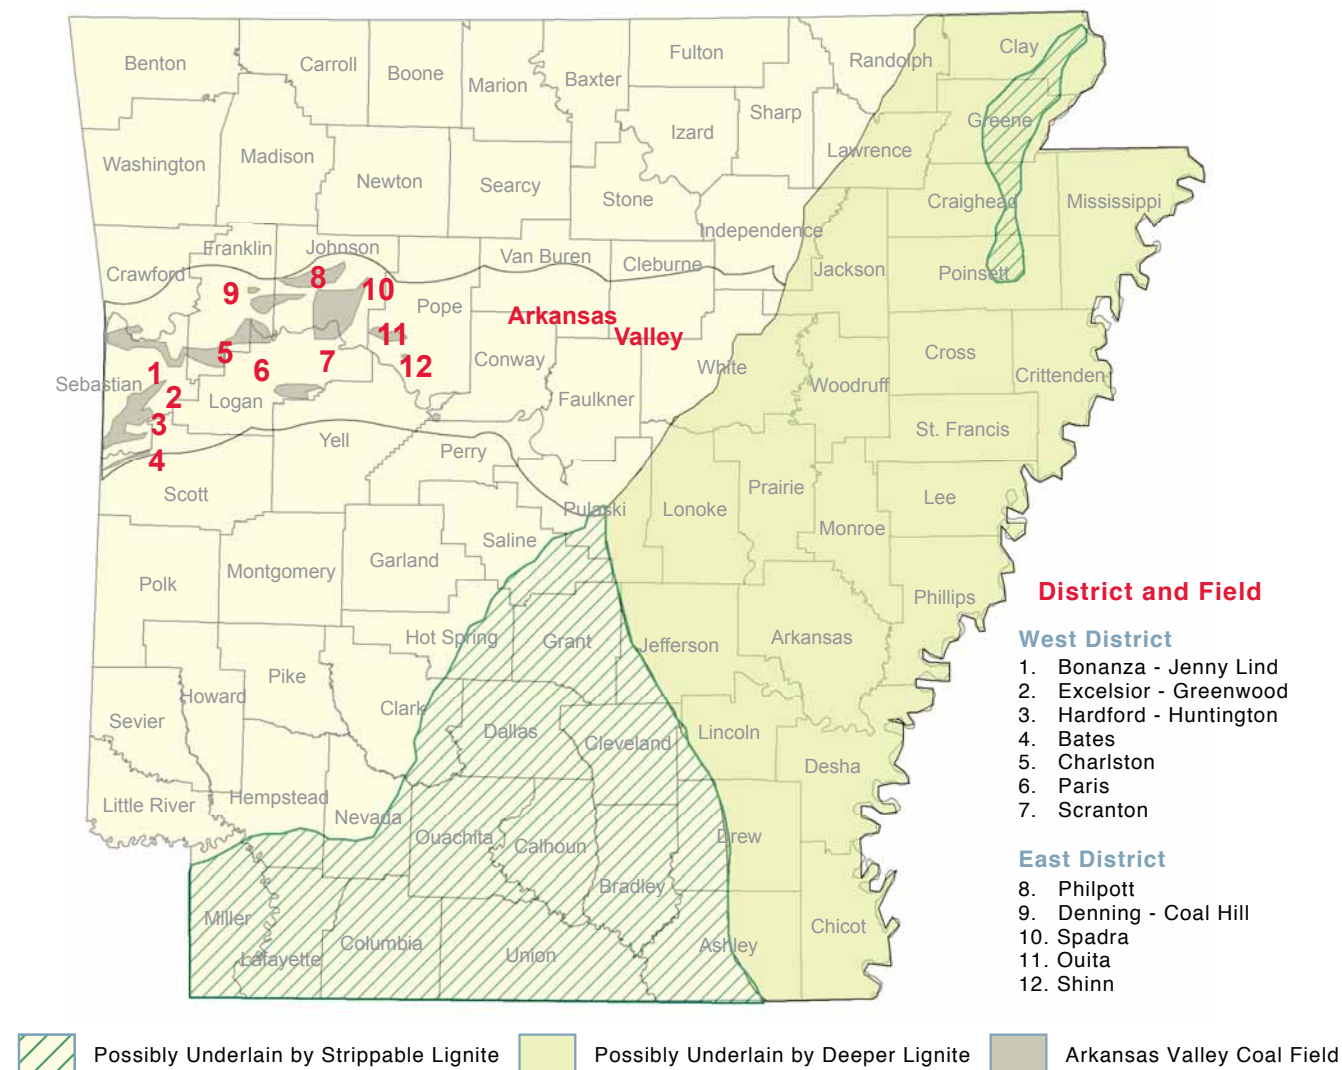 Benton
Carroll
Boone
Marion
Baxter
Fulton
Randolph
Clay
Sharp
Izard
Greene
Lawrence
Washington
Madison
Newton
Searcy
Stone
Craighead
Mississippi
Independence
Franklin
Johnson
Van Buren
Cleburne
Crawford
Jackson
Poinsett
8
9
10
Pope
Arkansas
Valley
11
5
6
7
12
Conway
White
Cross
Crittenden
Woodruff
1
Sebastian
2
Logan
Faulkner
3
St. Francis
Yell
Perry
4
Scott
Prairie
Lee
Pulaski
Lonoke
Monroe
Saline
Garland
Montgomery
Polk
Phillips
District and Field
Hot Spring
Grant
Jefferson
Arkansas
West District
1. Bonanza - Jenny Lind
2. Excelsior - Greenwood
3. Hardford - Huntington
4. Bates
5. Charlston
6. Paris
7. Scranton
Pike
Howard
Clark
Sevier
Dallas
Cleveland
Lincoln
Desha
Little River
Hempstead
Nevada
Ouachita
Calhoun
Drew
Bradley
East District
8. Philpott
9. Denning - Coal Hill
10. Spadra
11. Ouita
12. Shinn
Miller
Lafayette
Columbia
Union
Ashley
Chicot
Possibly Underlain by Strippable Lignite
Possibly Underlain by Deeper Lignite
Arkansas Valley Coal Field